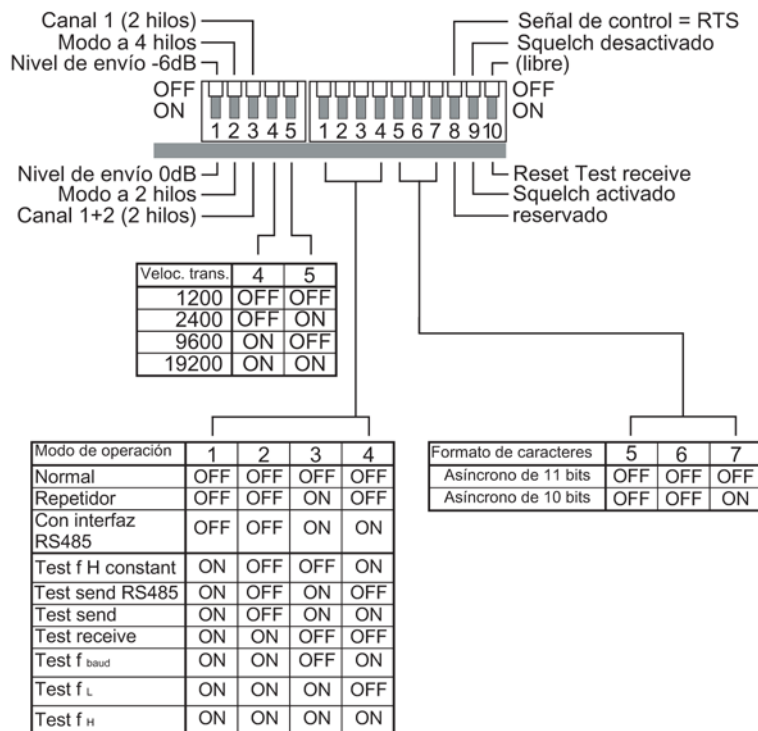 Canal 1 (2 hilos)
Modo a 4 hilos
Nivel de envío -6dB
Señal de control = RTS
Squelch desactivado
(libre)
OFF OFF
ON ON
1 2 3 4 5 1 2 3 4 5 6 7 8 9 10
Nivel de envío 0dB
Modo a 2 hilos
Canal 1+2 (2 hilos)
Reset Test receive
Squelch activado
reservado
Veloc. trans. 4 5
1200 OFF OFF
2400 OFF ON
9600 ON OFF
19200 ON ON
Modo de operación 1 2 3 4
Normal OFF OFF OFF OFF
Repetidor OFF OFF ON OFF
Con interfaz
RS485 OFF OFF ON ON
Test f H constant ON OFF OFF ON
Test send RS485 ON OFF ON OFF
Test send ON OFF ON ON
Test receive ON ON OFF OFF
Test f baud ON ON OFF ON
Test f L ON ON ON OFF
Test f H ON ON ON ON
Formato de caracteres 5 6 7
Asíncrono de 11 bits OFF OFF OFF
Asíncrono de 10 bits OFF OFF ON